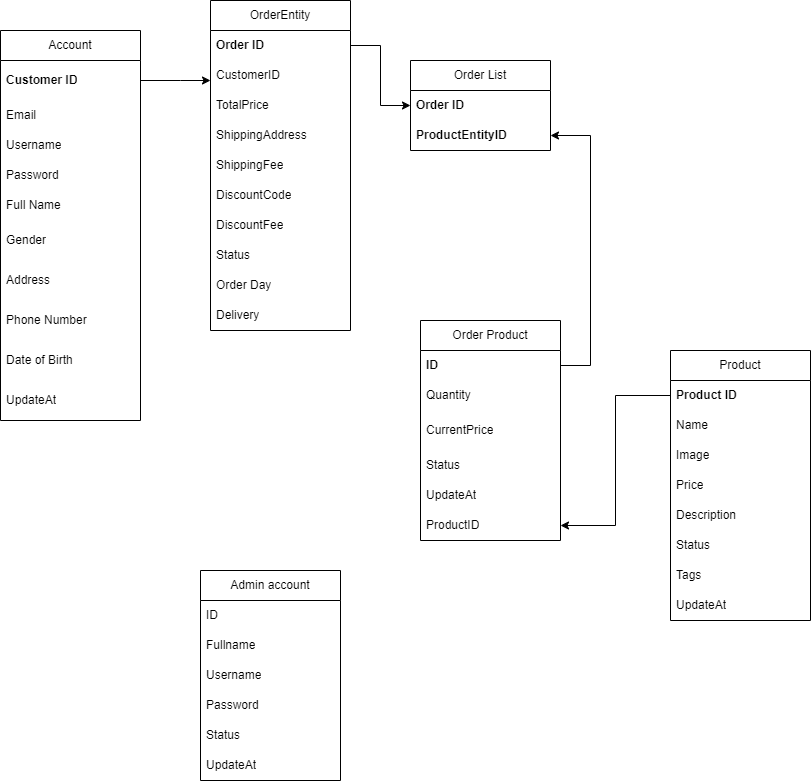 Account
Customer ID
Email
Username
Password
Full Name
Gender
Address
Phone Number
Date of Birth
UpdateAt
OrderEntity
Order ID
CustomerID
TotalPrice
ShippingAddress
ShippingFee
DiscountCode
DiscountFee
Status
Order Day
Delivery
Order List
Order ID
ProductEntityID
Order Product
ID
Quantity
CurrentPrice
Status
UpdateAt
ProductID
Product
Product ID
Name
Image
Price
Description
Status
Tags
UpdateAt
Admin account
ID
Fullname
Username
Password
Status
UpdateAt